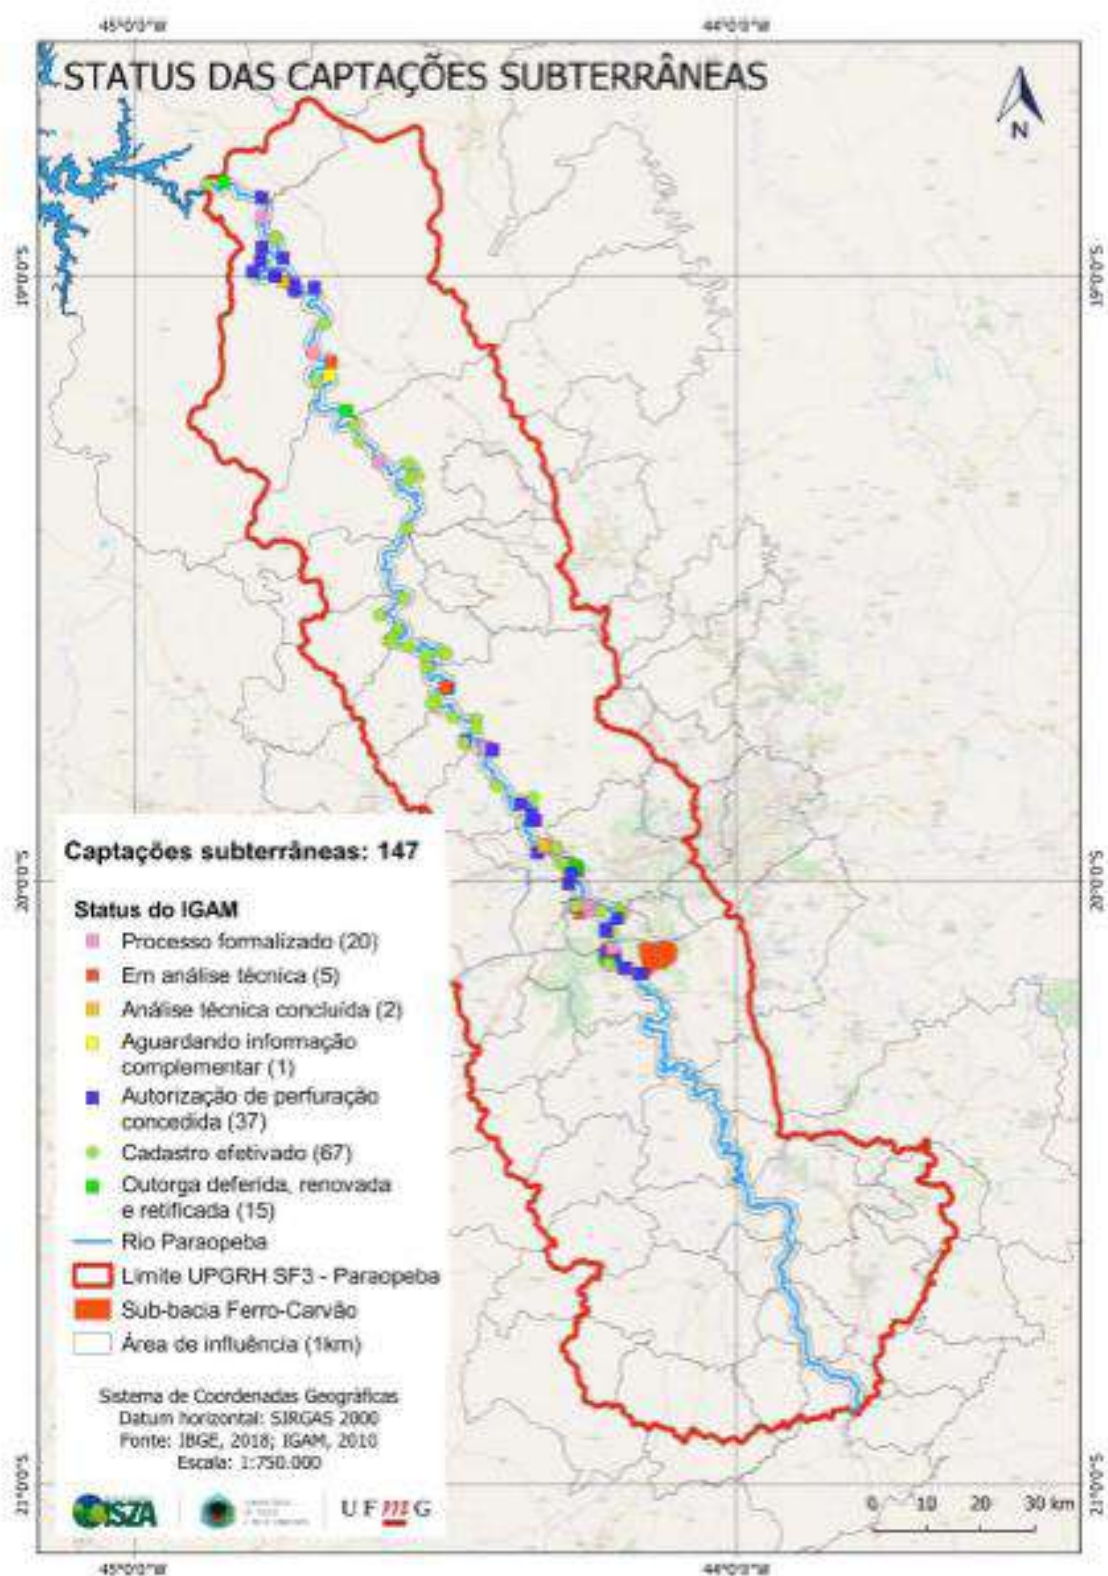 45°0'0"W 44°0'0"W
STATUS DAS CAPTAÇÕES SUBTERRÂNEAS
N
19°0'0"S 19°0'0"S
20°0'0"S 20°0'0"S
Captações subterrâneas: 147
Status do IGAM
Processo formalizado (20)
Em análise técnica (5)
Análise técnica concluída (2)
Aguardando informação
complementar (1)
Autorização de perfuração
concedida (37)
Cadastro efetivado (67)
Outorga deferida, renovada
e retificada (15)
Rio Paraopeba
Limite UPGRH SF3 - Paraopeba
Sub-bacia Ferro-Carvão
Área de influência (1km)
Sistema de Coordenadas Geográficas
Datum horizontal: SIRGAS 2000
Fonte: IBGE, 2018; IGAM, 2010
Escala: 1:750.000
21°0'0"S 21°0'0"S
0 10 20 30 km
UFmG
45°0'0"W 44°0'0"W